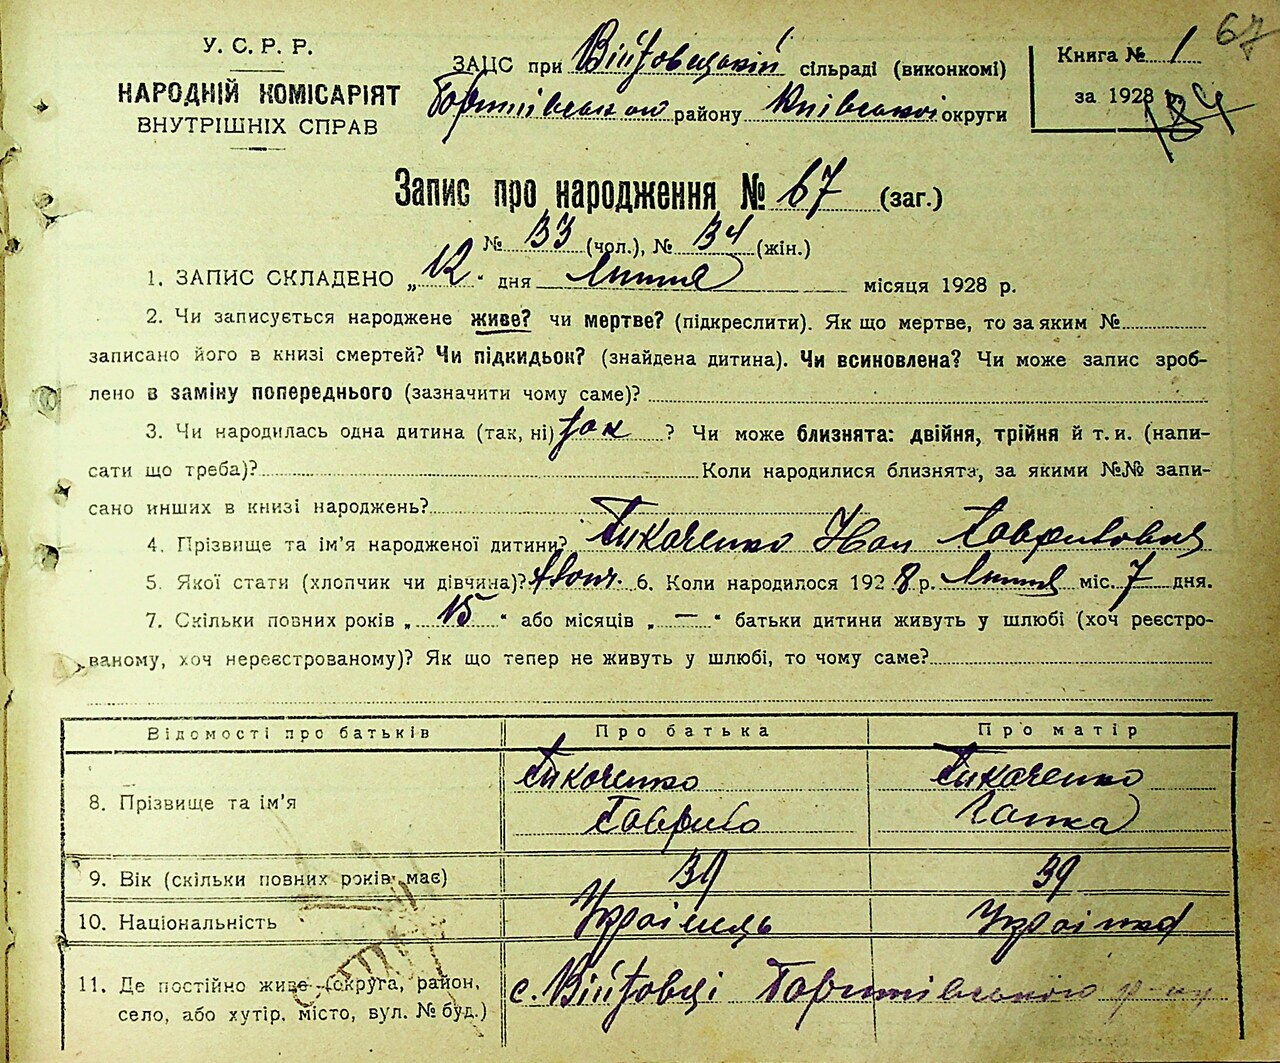 67
У. С. Р. Р.
НАРОДНІЙ КОМІСАРІЯТ
ВНУТРІШНІХ СПРАВ
ЗАЦС при Війтовецькій сільраді (виконкомі)
району Київської округи
Книга № 1
за 1928
184
Запис про народження № 67 (заг.)
№ 33 (чол.), № 34 (жін.)
1. ЗАПИС СКЛАДЕНО „12“ дня Липня місяця 1928 р.
2. Чи записується народжене живе? чи мертве? (підкреслити). Як що мертве, то за яким №
записано його в книзі смертей? Чи підкидьок? (знайдена дитина). Чи всиновлена? Чи може запис зроб-
лено в заміну попереднього (зазначити чому саме)?
3. Чи народилась одна дитина (так, ні) так ? Чи може близнята: двійня, трійня й т. и. (напи-
сати що треба)? Коли народилися близнята, за якими №№ запи-
сано инших в книзі народжень?
4. Прізвище та ім'я народженої дитини?
5. Якої стати (хлопчик чи дівчина)? 6. Коли народилося 1928 р. Липня міс. 7 дня.
7. Скільки повних років „15“ або місяців „—“ батьки дитини живуть у шлюбі (хоч реєстро-
ваному, хоч нереєстрованому)? Як що тепер не живуть у шлюбі, то чому саме?
Відомості про батьків Про батька Про матір
8. Прізвище та ім'я
Гаврило Гапка
9. Вік (скільки повних років має) 39 39
10. Національність Українець Українка
11. Де постійно живе (округа, район,
село, або хутір, місто, вул. № буд.) с. Війтовці